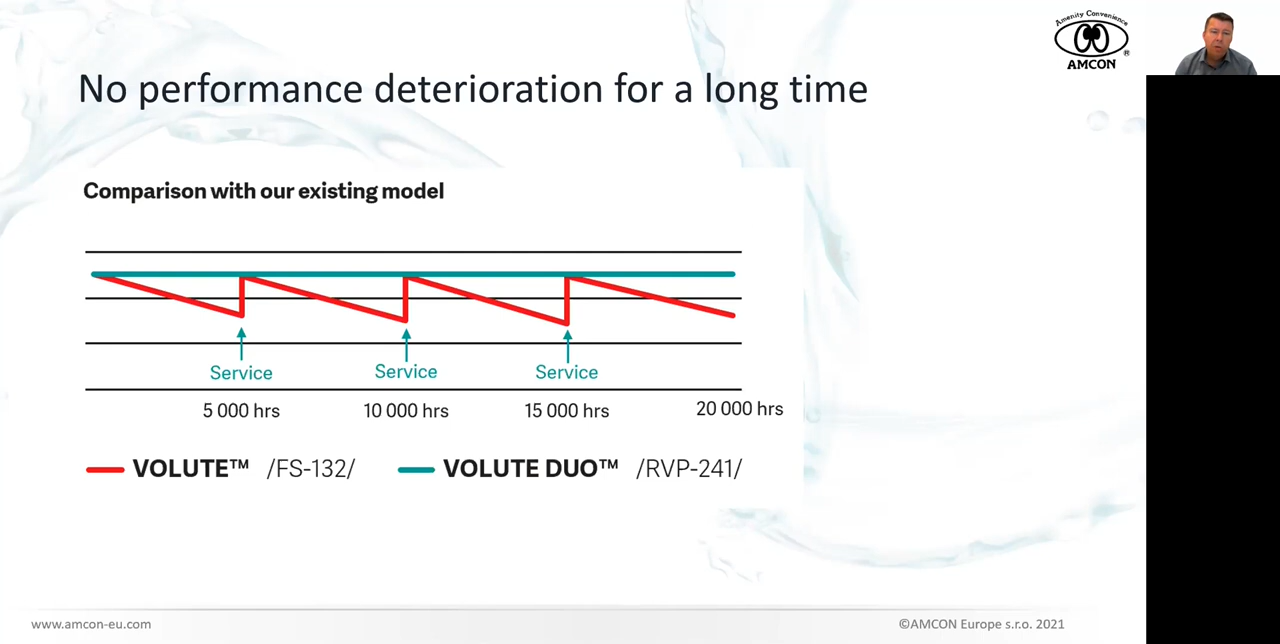 Amenity Convenience
®
AMCON
No performance deterioration for a long time
Comparison with our existing model
Service Service Service
5 000 hrs 10 000 hrs 15 000 hrs 20 000 hrs
VOLUTE™ /FS-132/ VOLUTE DUO™ /RVP-241/
www.amcon-eu.com ©AMCON Europe s.r.o. 2021